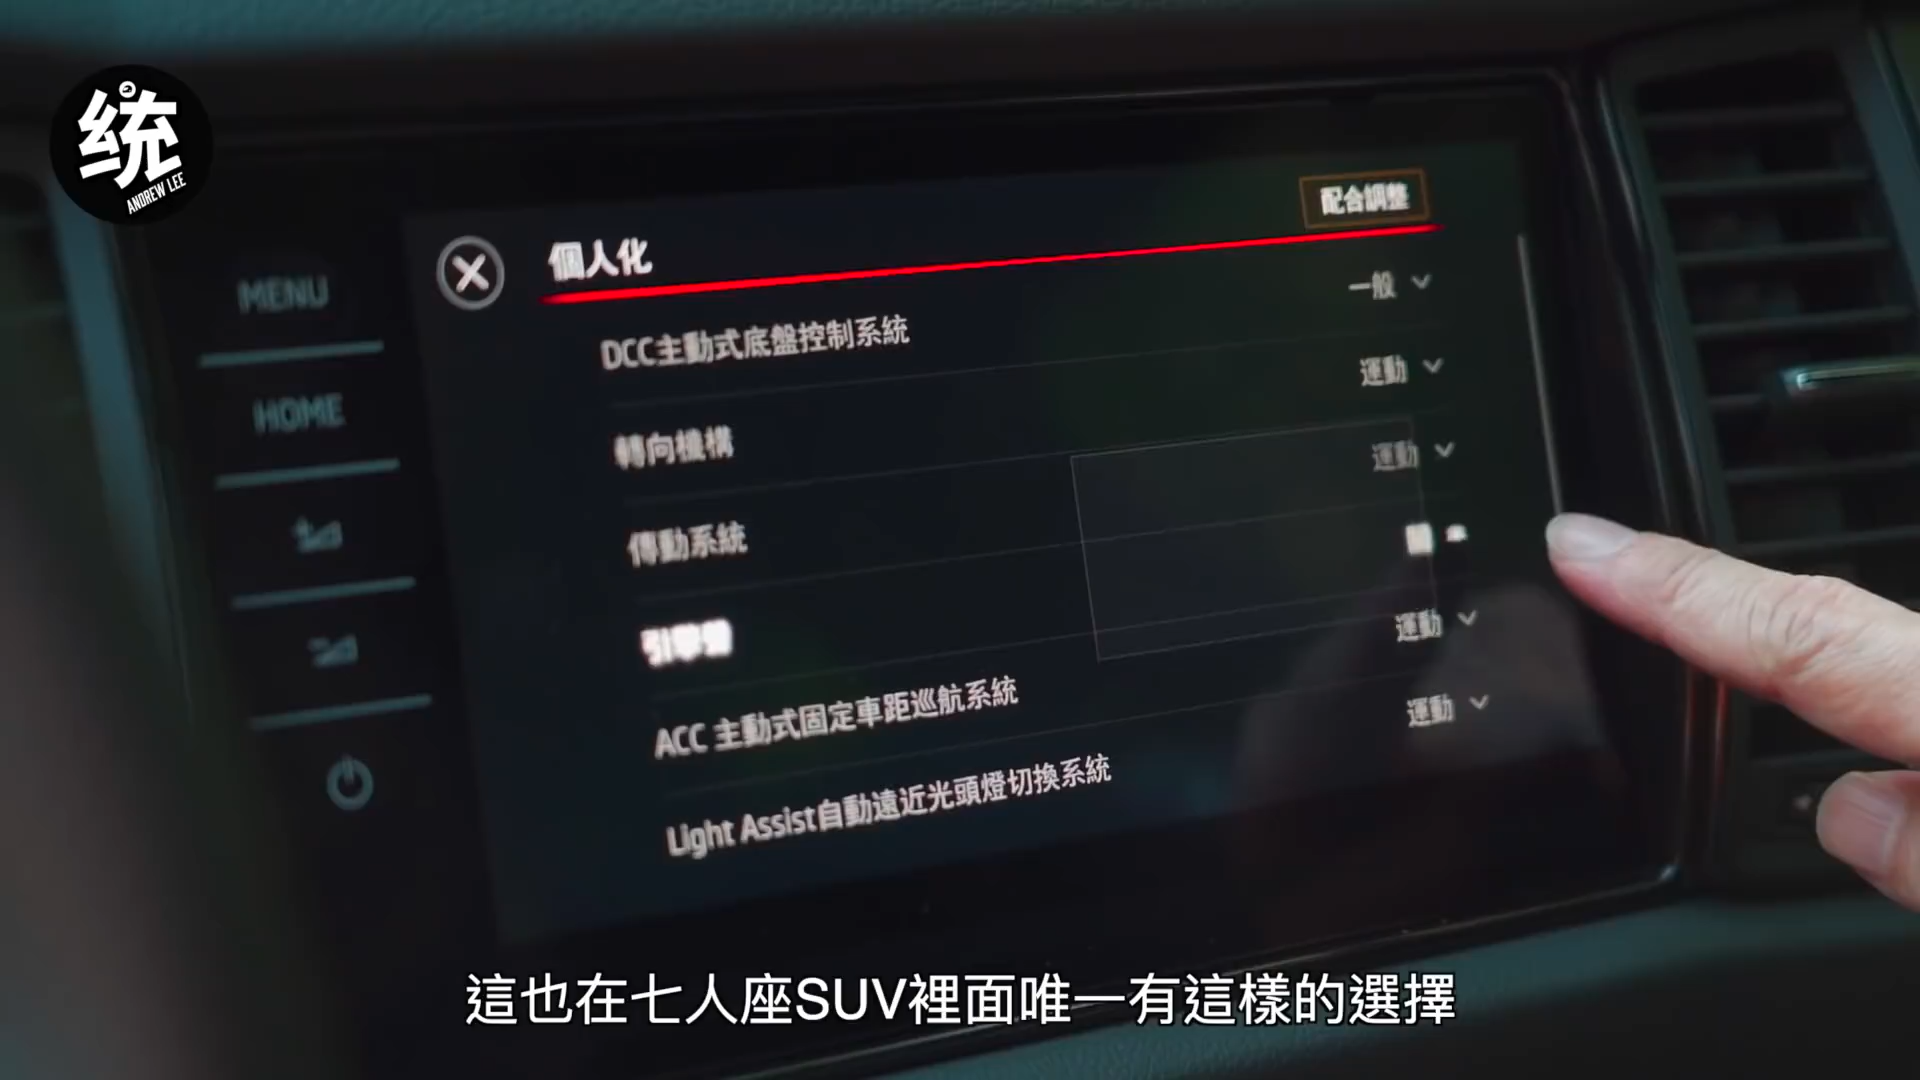 统
ANDREW LEE
MENU
HOME
個人化
配合調整
DCC主動式底盤控制系統
一般
轉向機構
運動
傳動系統
運動
引擎聲
ACC 主動式固定車距巡航系統
運動
Light Assist自動遠近光頭燈切換系統
運動
這也在七人座SUV裡面唯一有這樣的選擇